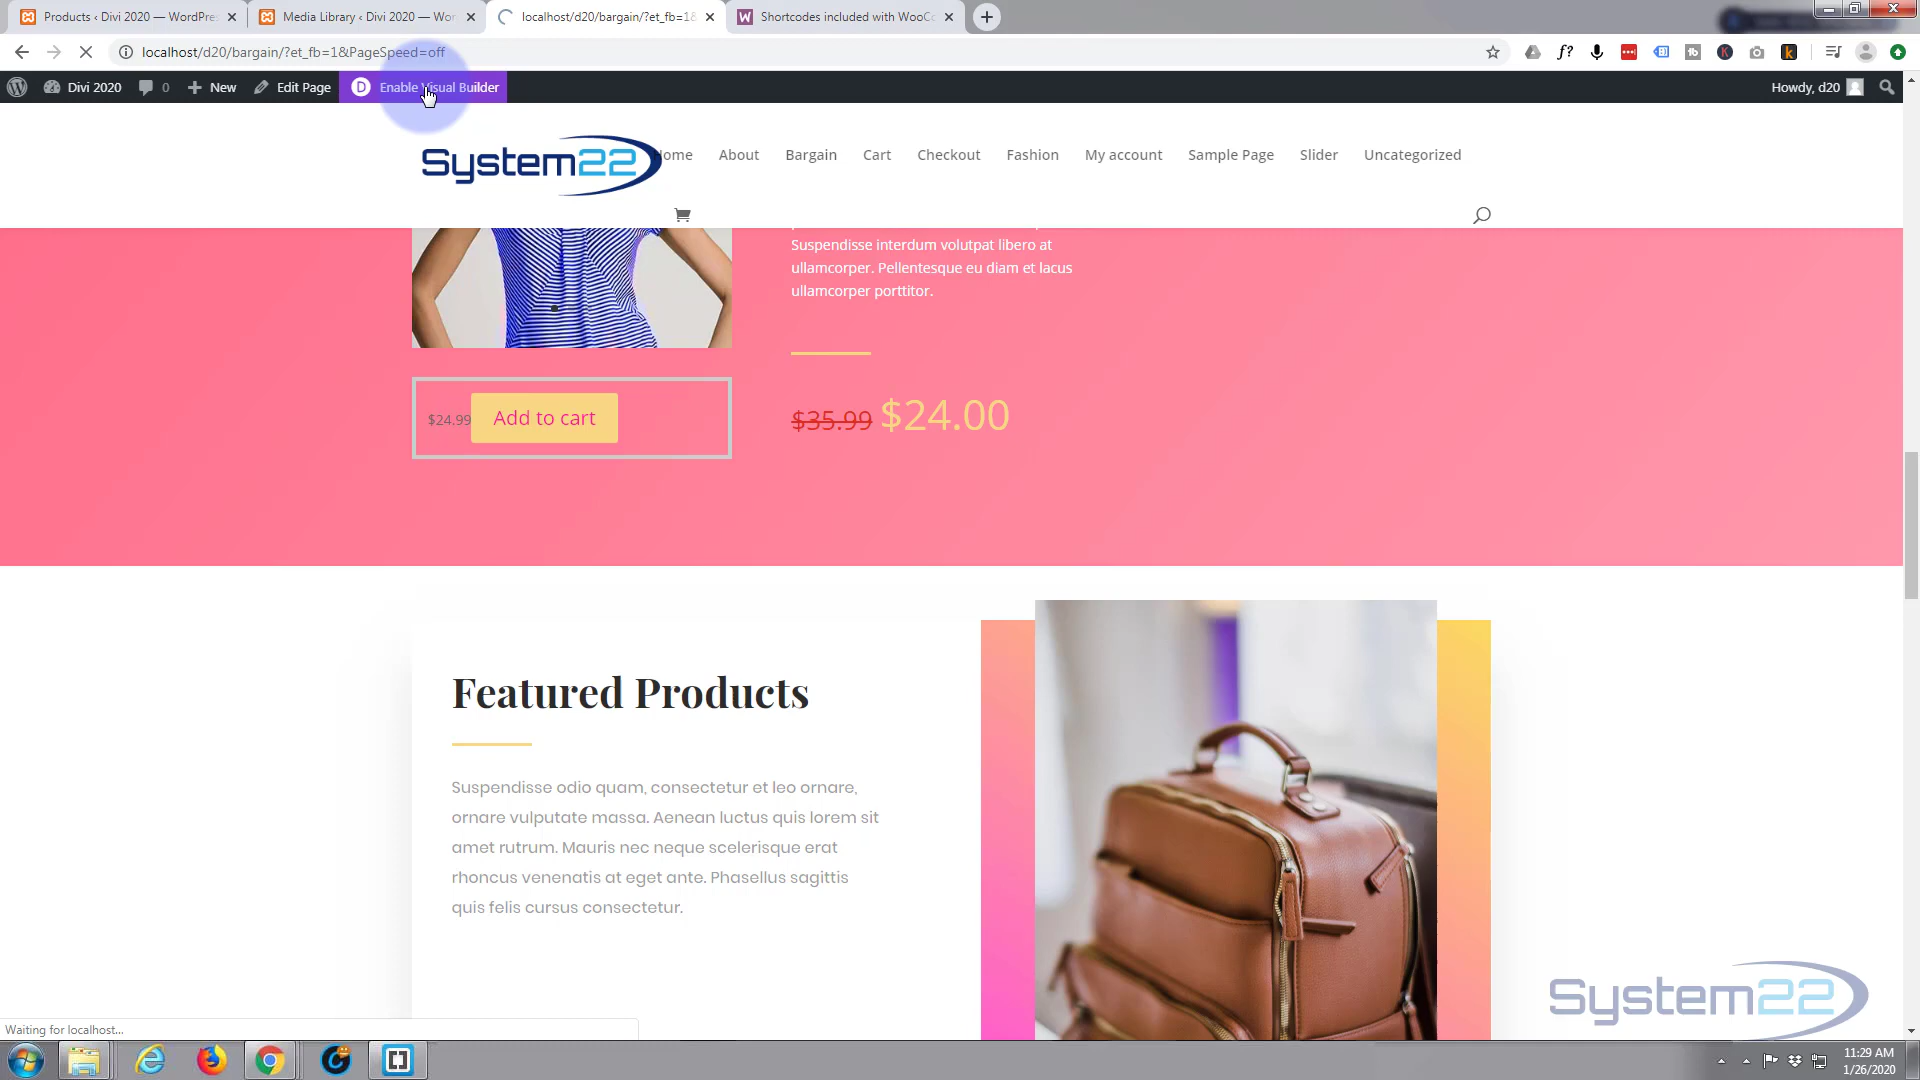 Products ‹ Divi 2020 — WordPres
Media Library ‹ Divi 2020 — Wor
localhost/d20/bargain/?et_fb=1&
Shortcodes included with WooCo
localhost/d20/bargain/?et_fb=1&PageSpeed=off
Divi 2020
0
New
Edit Page
Enable Visual Builder
Howdy, d20
System22
Home
About
Bargain
Cart
Checkout
Fashion
My account
Sample Page
Slider
Uncategorized
Suspendisse interdum volutpat libero at
ullamcorper. Pellentesque eu diam et lacus
ullamcorper porttitor.
$24.99
Add to cart
$35.99 $24.00
Featured Products
Suspendisse odio quam, consectetur et leo ornare,
ornare vulputate massa. Aenean luctus quis lorem sit
amet rutrum. Mauris nec neque scelerisque erat
rhoncus venenatis at eget ante. Phasellus sagittis
quis felis cursus consectetur.
System22
Waiting for localhost...
11:29 AM
1/26/2020